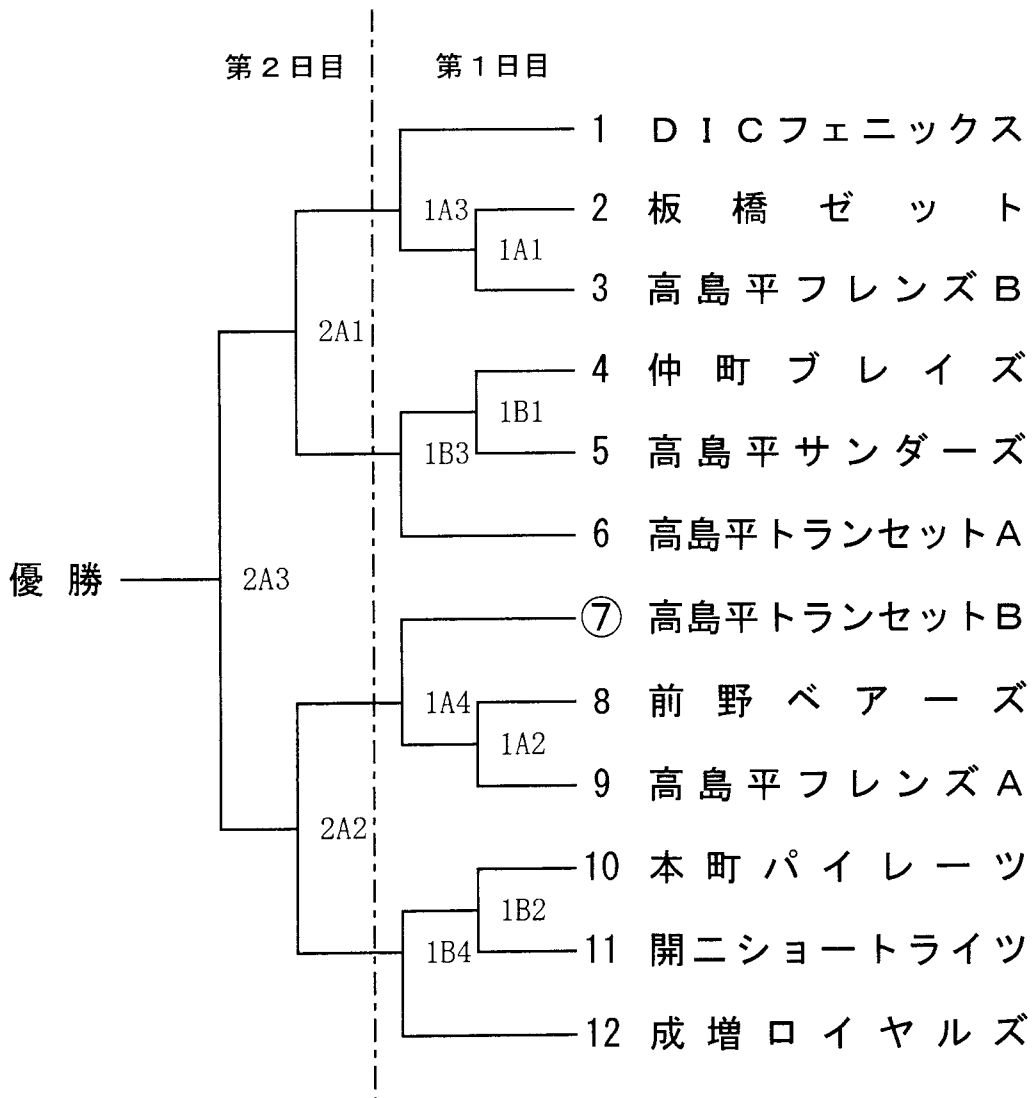 第２日目 第１日目
1 ＤＩＣフェニックス
1A3 2 板橋ゼット
1A1
3 高島平フレンズＢ
2A1
4 仲町ブレイズ
1B1
1B3 5 高島平サンダーズ
6 高島平トランセットＡ
優勝 2A3
⑦ 高島平トランセットＢ
1A4 8 前野ベアーズ
1A2
9 高島平フレンズＡ
2A2
10 本町パイレーツ
1B2
1B4 11 開二ショートライツ
12 成増ロイヤルズ